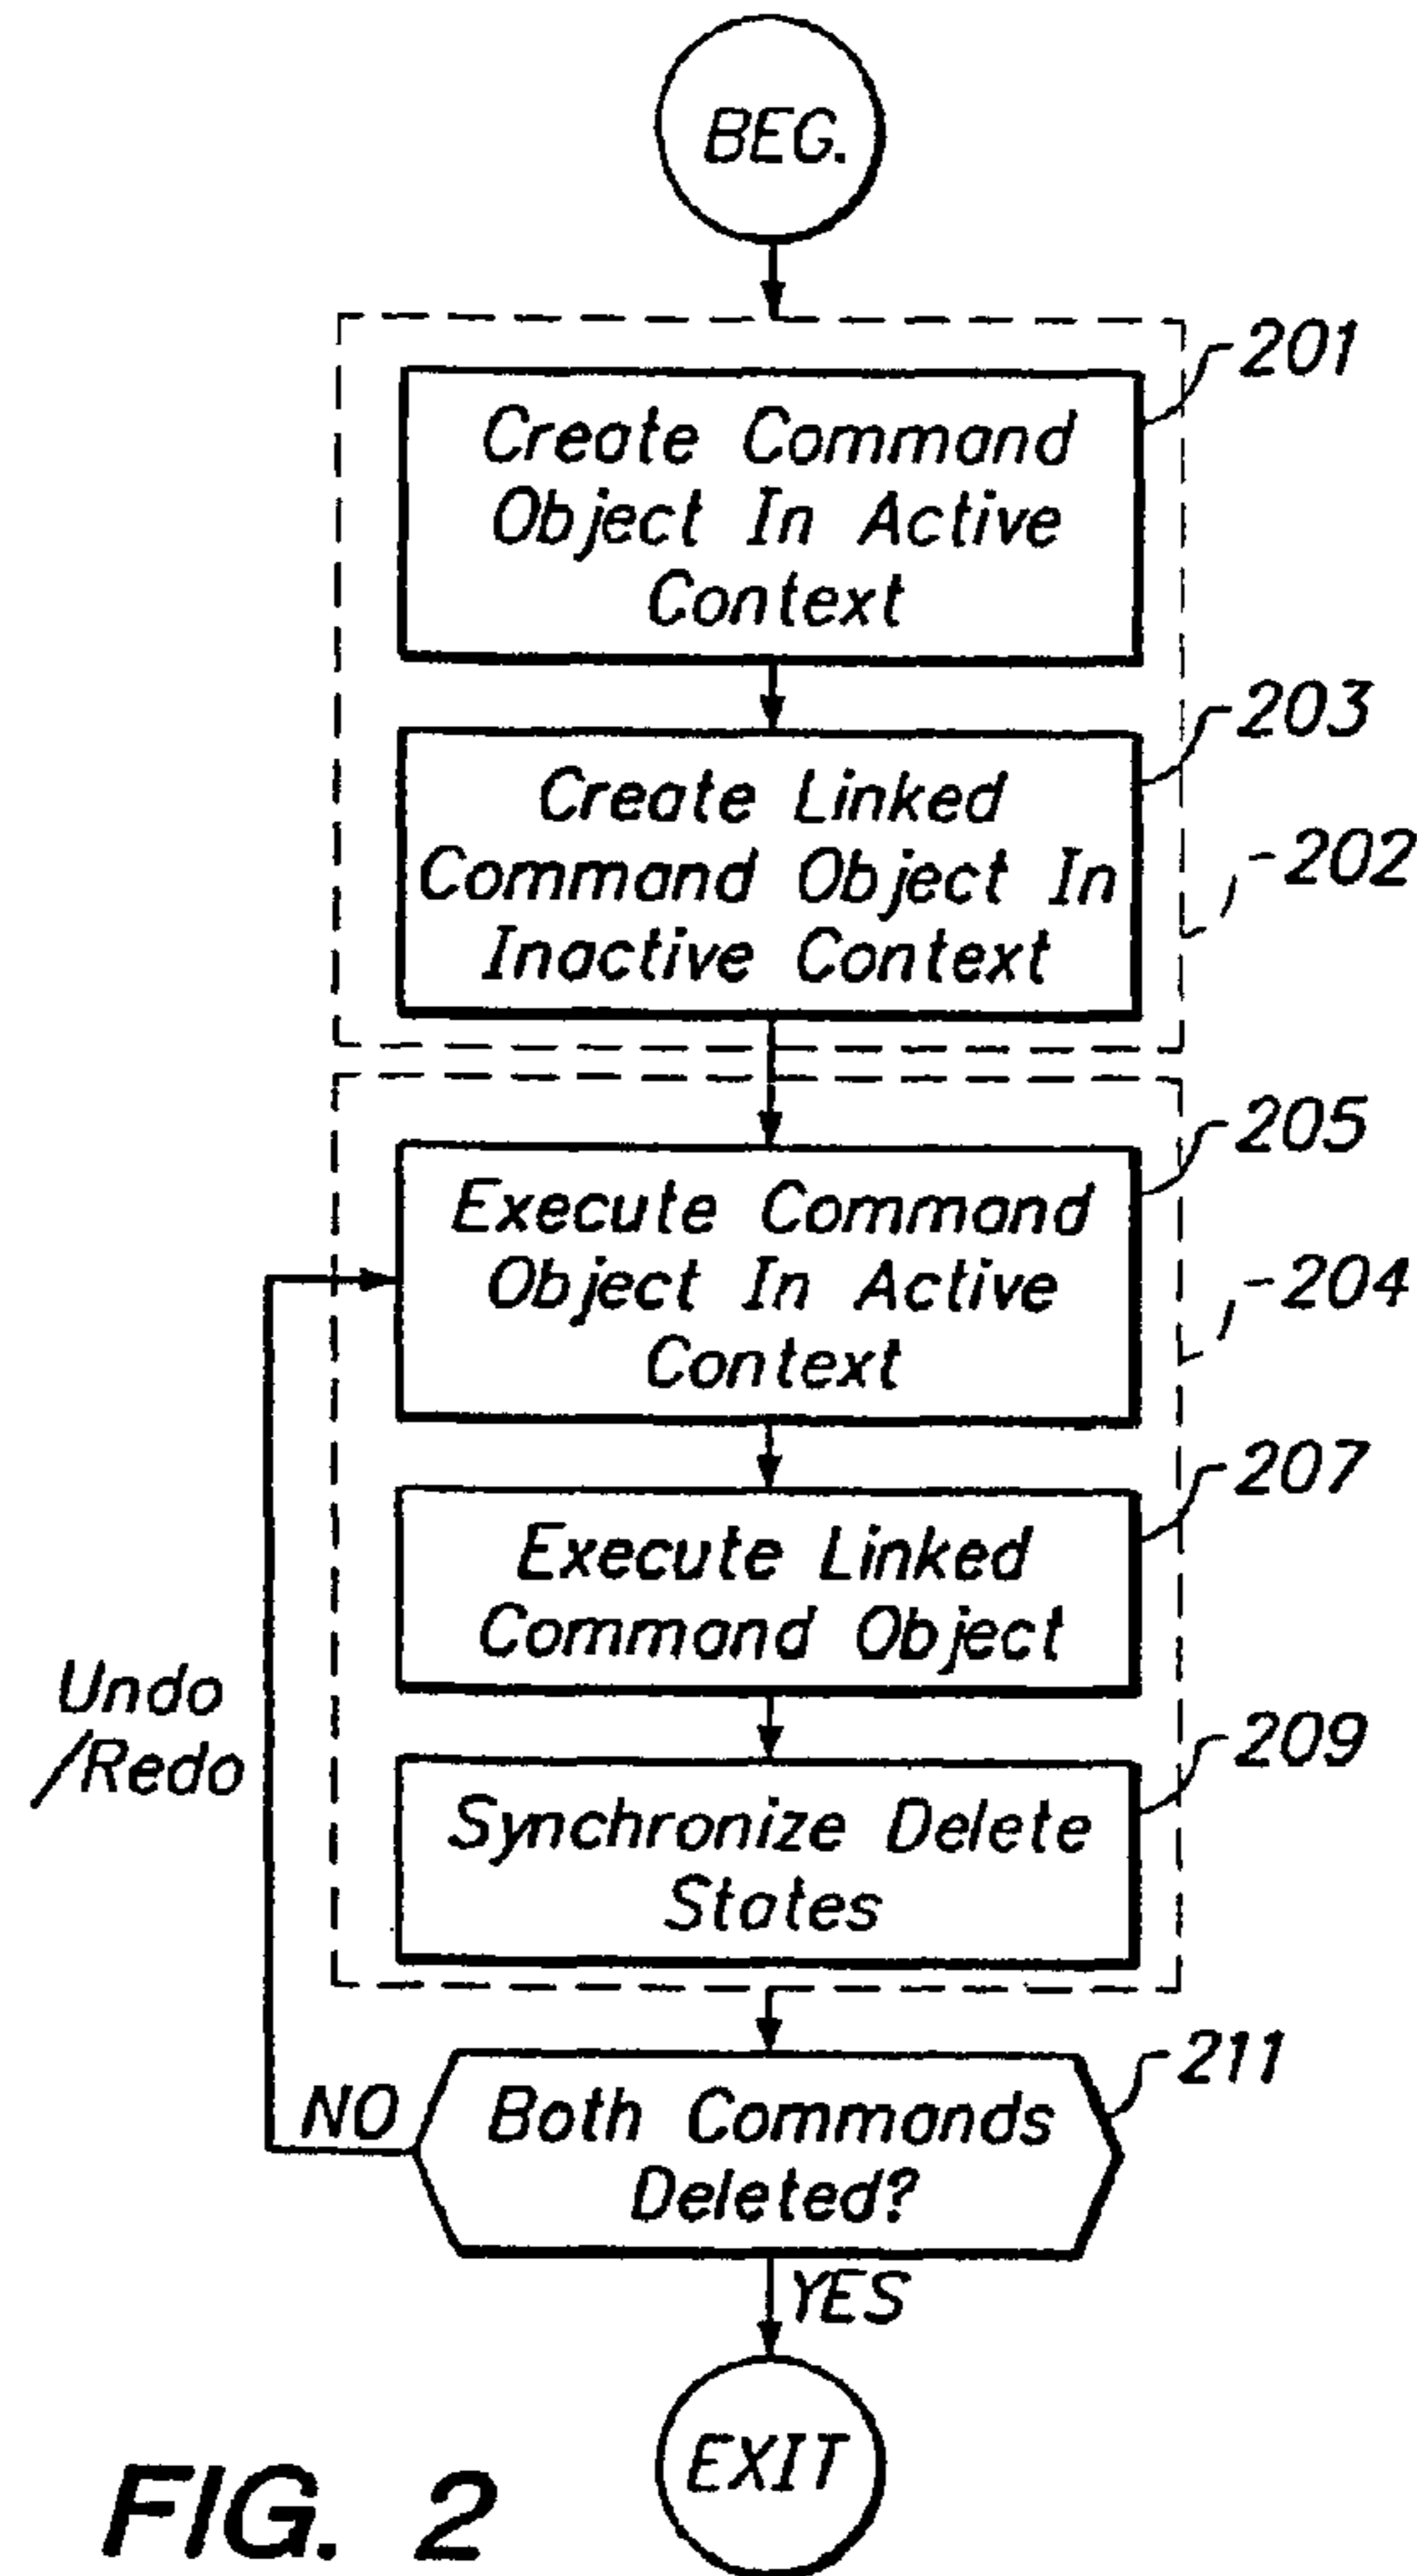 BEG.
201
Create Command
Object In Active
Context
203
Create Linked
Command Object In
Inactive Context
202
205
Execute Command
Object In Active
Context
204
207
Execute Linked
Command Object
Undo
/Redo
209
Synchronize Delete
States
211
NO
Both Commands
Deleted?
YES
EXIT
FIG. 2